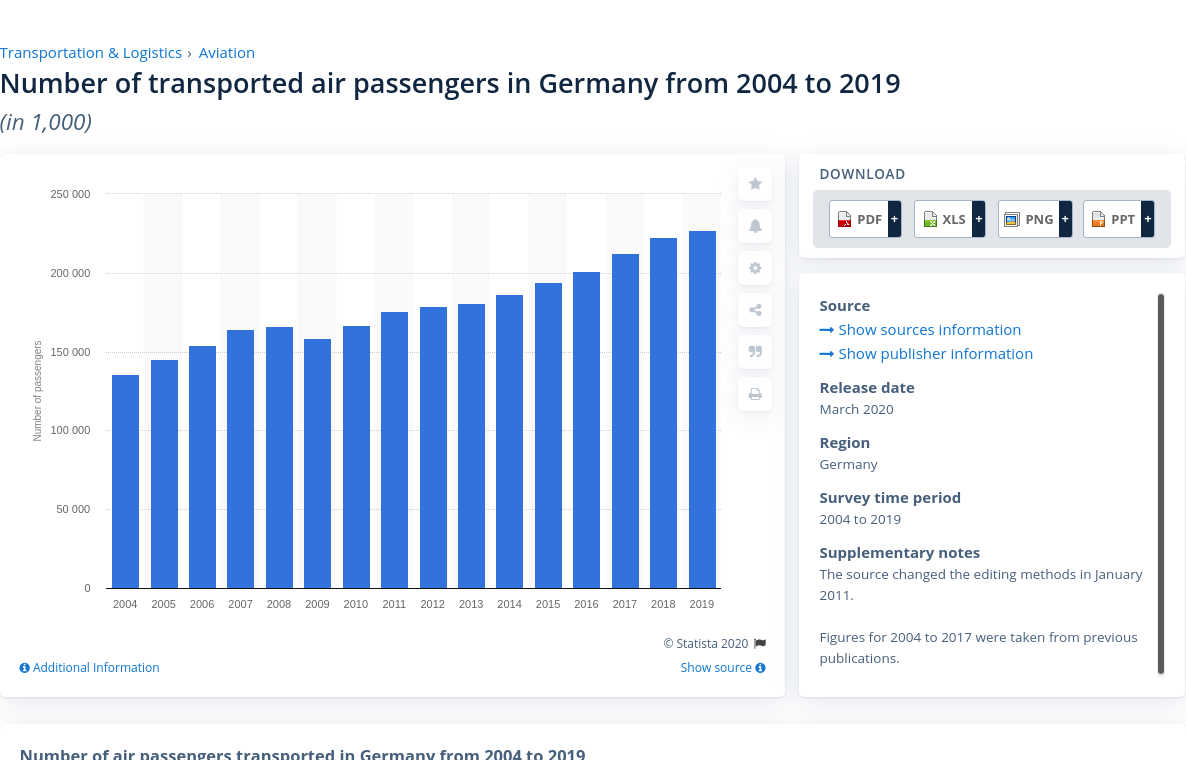 Transportation & Logistics › Aviation
Number of transported air passengers in Germany from 2004 to 2019
(in 1,000)
250 000
200 000
150 000
100 000
50 000
0
Number of passengers
2004 2005 2006 2007 2008 2009 2010 2011 2012 2013 2014 2015 2016 2017 2018 2019
© Statista 2020
Additional Information
Show source
DOWNLOAD
PDF + XLS + PNG + PPT +
Source
Show sources information
Show publisher information
Release date
March 2020
Region
Germany
Survey time period
2004 to 2019
Supplementary notes
The source changed the editing methods in January
2011.
Figures for 2004 to 2017 were taken from previous
publications.
Number of air passengers transported in Germany from 2004 to 2019